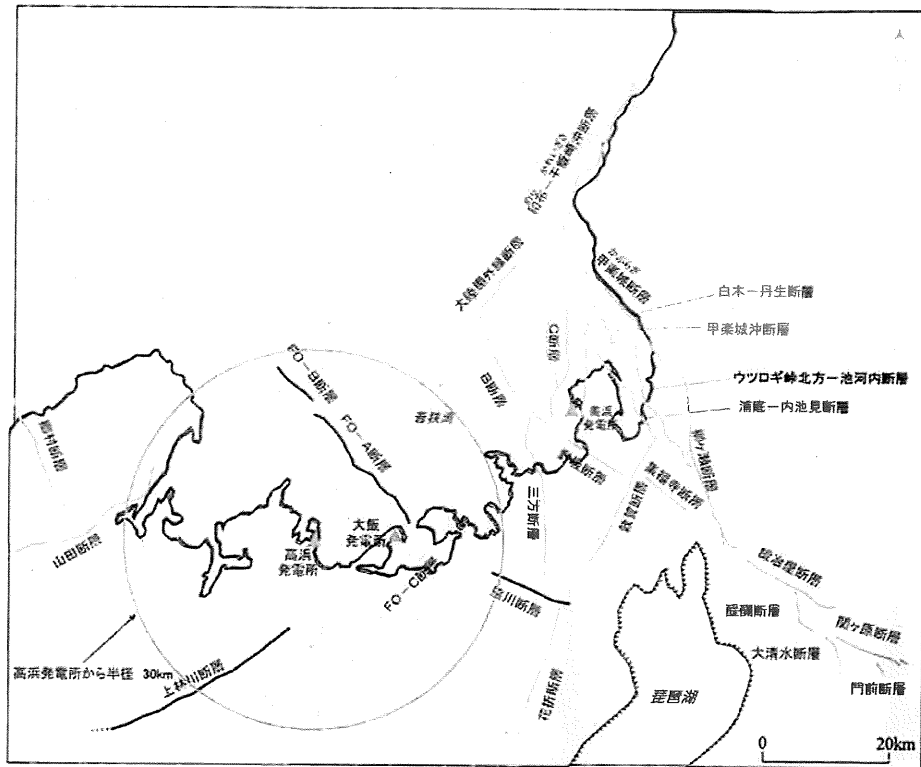 大陸棚外縁断層
甲楽城断層
白木ー丹生断層
C断層
甲楽城沖断層
FO－B断層
B断層
ウツロギ峠北方ー池河内断層
若狭湾
高浜
発電所
浦底ー内池見断層
郷村断層
FO－A断層
野坂断層
集福寺断層
柳ヶ瀬断層
三方断層
敦賀断層
山田断層
大飯
発電所
高浜
発電所
FO－C断層
熊川断層
鍛冶屋断層
醍醐断層
関ヶ原断層
高浜発電所から半径 30km
上林川断層
大清水断層
花折断層
琵琶湖
門前断層
0 20km